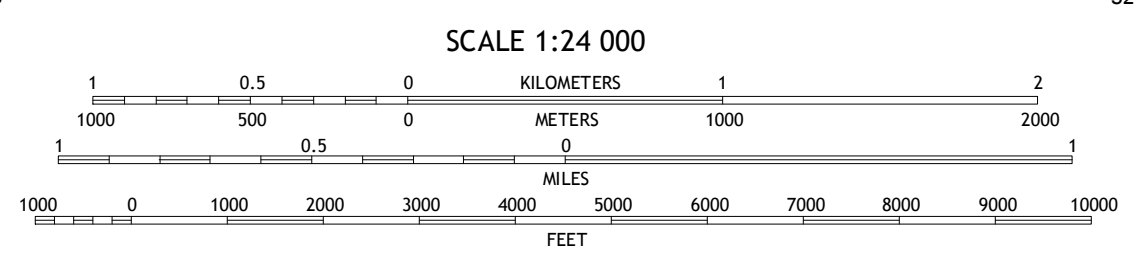 SCALE 1:24 000
1 0.5 0 KILOMETERS 1 2
1000 500 0 METERS 1000 2000
1 0.5 0 1
MILES
1000 0 1000 2000 3000 4000 5000 6000 7000 8000 9000 10000
FEET